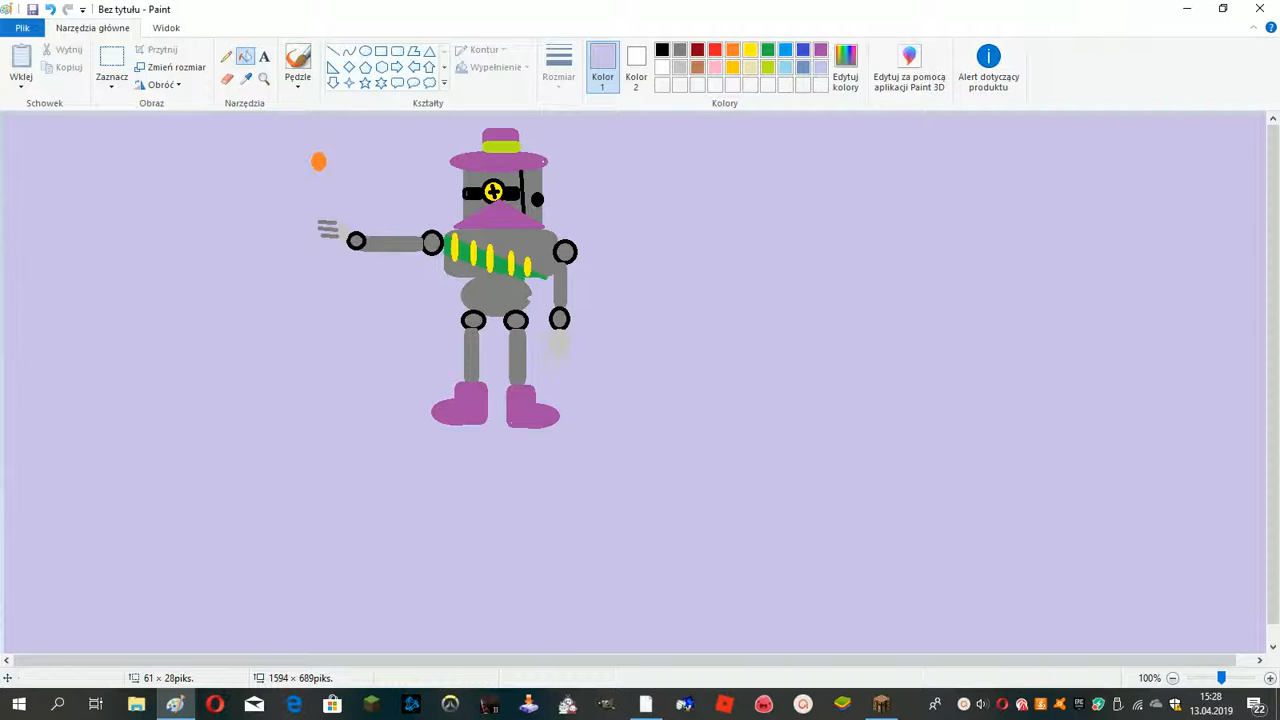 Bez tytułu - Paint
Plik Narzędzia główne Widok
Wklej
Wytnij
Kopiuj
Schowek
Zaznacz
Przytnij
Zmień rozmiar
Obróć
Obraz
A
Narzędzia
Pędzle
Kontur
Wypełnienie
Kształty
Rozmiar
Kolor 1
Kolor 2
Edytuj kolory
Kolory
Edytuj za pomocą aplikacji Paint 3D
Alert dotyczący produktu
61 × 28piks.
1594 × 689piks.
100%
15:28
13.04.2019
22